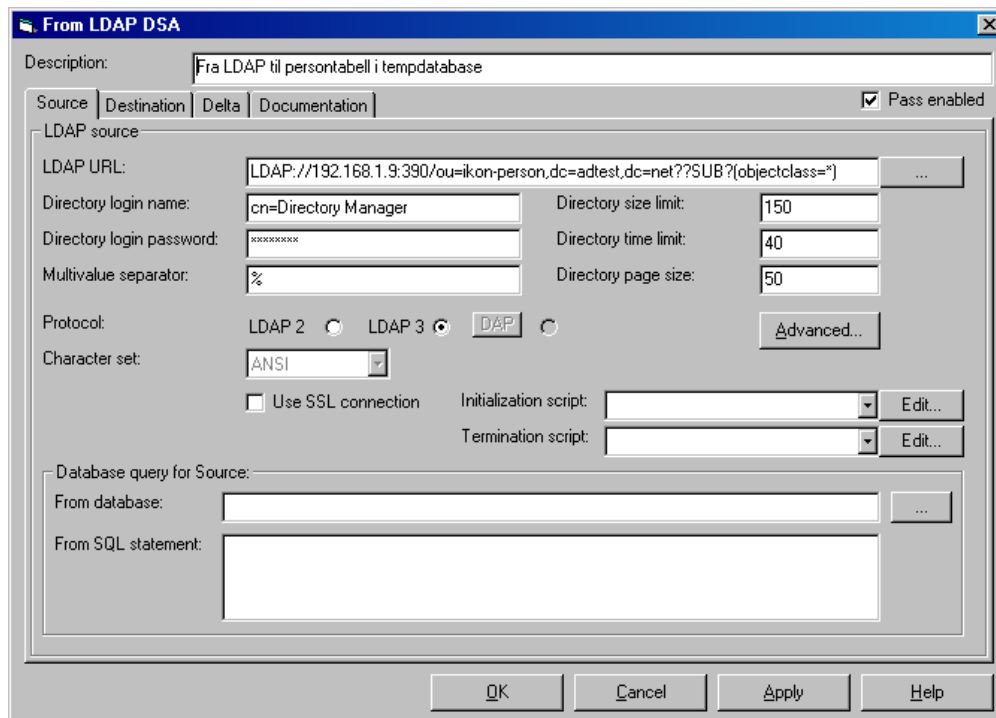 From LDAP DSA
Description: Fra LDAP til persontabell i tempdatabase
Source Destination Delta Documentation Pass enabled
LDAP source
LDAP URL: LDAP://192.168.1.9:390/ou=ikon-person,dc=adtest,dc=net??SUB?(objectclass=*) ...
Directory login name: cn=Directory Manager Directory size limit: 150
Directory login password: ******** Directory time limit: 40
Multivalue separator: % Directory page size: 50
Protocol: LDAP 2 LDAP 3 DAP Advanced...
Character set: ANSI
Use SSL connection Initialization script: Edit...
Termination script: Edit...
Database query for Source:
From database: ...
From SQL statement:
OK Cancel Apply Help